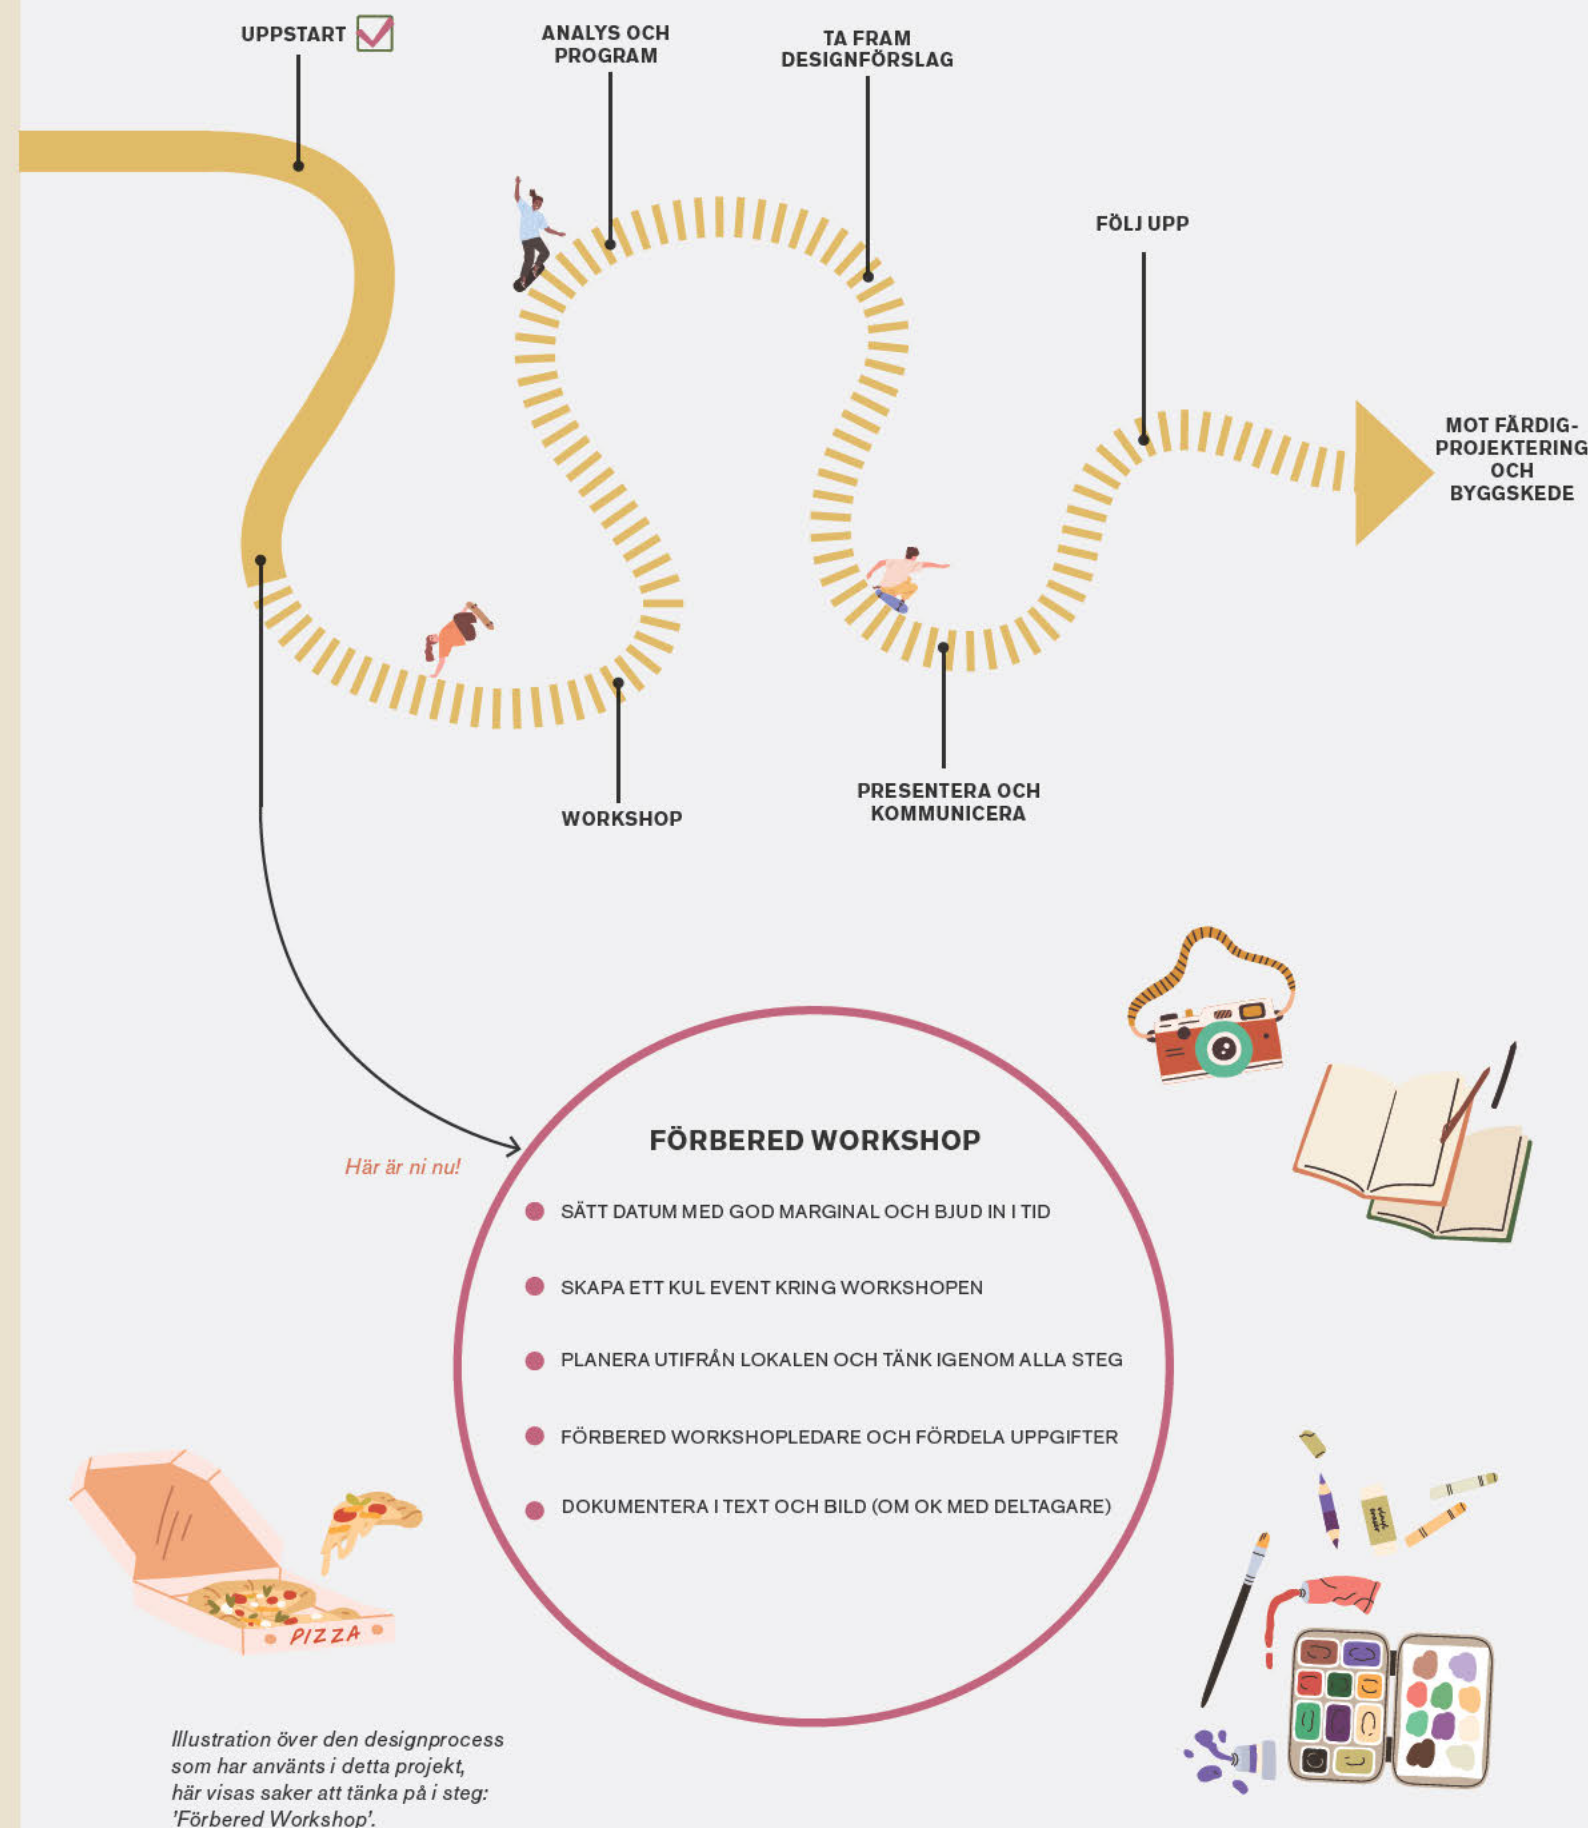 UPPSTART
ANALYS OCH
PROGRAM
TA FRAM
DESIGNFÖRSLAG
FÖLJ UPP
MOT FÄRDIG-
PROJEKTERING
OCH
BYGGSKEDE
WORKSHOP
PRESENTERA OCH
KOMMUNICERA
Här är ni nu!
FÖRBERED WORKSHOP
SÄTT DATUM MED GOD MARGINAL OCH BJUD IN I TID
SKAPA ETT KUL EVENT KRING WORKSHOPEN
PLANERA UTIFRÅN LOKALEN OCH TÄNK IGENOM ALLA STEG
FÖRBERED WORKSHOPLEDARE OCH FÖRDELA UPPGIFTER
DOKUMENTERA I TEXT OCH BILD (OM OK MED DELTAGARE)
PIZZA
Illustration över den designprocess
som har använts i detta projekt,
här visas saker att tänka på i steg:
'Förbered Workshop'.